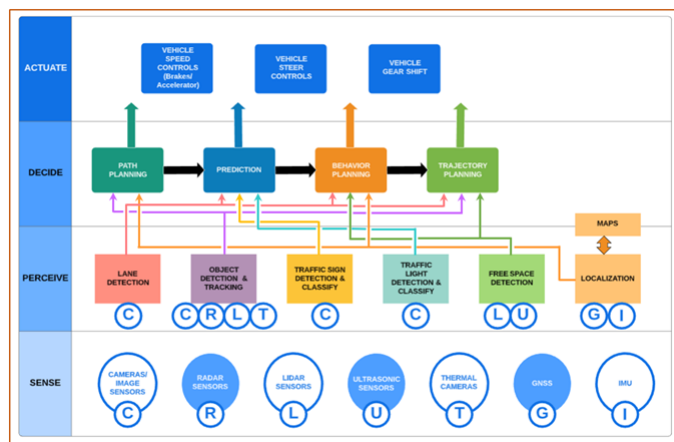 ACTUATE
VEHICLE
SPEED
CONTROLS
(Brakes/
Accelerator)
VEHICLE
STEER
CONTROLS
VEHICLE
GEAR SHIFT
DECIDE
PATH
PLANNING
PREDICTION
BEHAVIOR
PLANNING
TRAJECTORY
PLANNING
MAPS
PERCEIVE
LANE
DETECTION
OBJECT
DETCTION &
TRACKING
TRAFFIC SIGN
DETECTION &
CLASSIFY
TRAFFIC
LIGHT
DETECTION &
CLASSIFY
FREE SPACE
DETECTION
LOCALIZATION
C
C R L T
C
C
L U
G I
SENSE
CAMERAS/
IMAGE
SENSORS
RADAR
SENSORS
LIDAR
SENSORS
ULTRASONIC
SENSORS
THERMAL
CAMERAS
GNSS
IMU
C
R
L
U
T
G
I